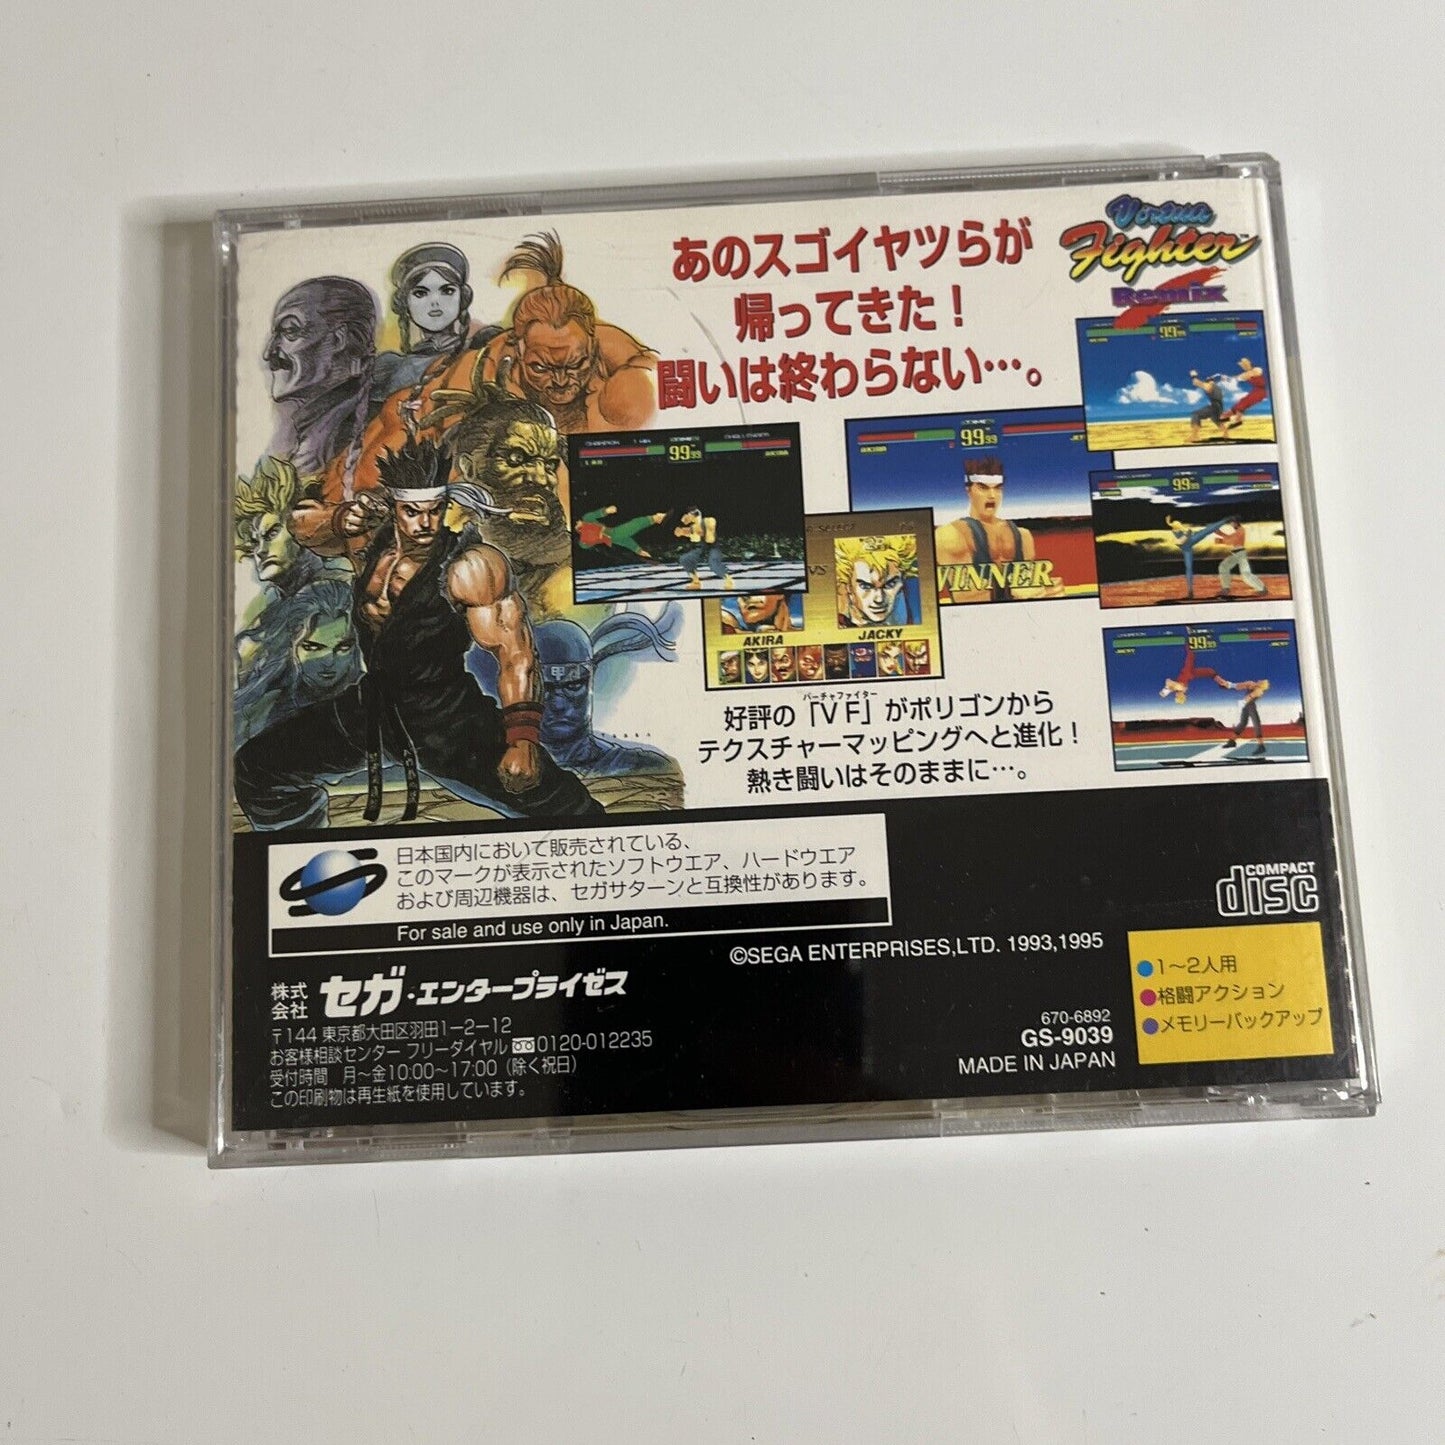 あのスゴイヤツらが
帰ってきた！
闘いは終わらない…。
Virtua
Fighter™
Remix
99 99
AKIRA
99 99
WINNER
VS
AKIRA
JACKY
99 99
99 99
99 99
JACKY
好評の「VF」がポリゴンから
バーチャファイター
テクスチャーマッピングへと進化！
熱き闘いはそのままに…。
甲
日本国内において販売されている、
このマークが表示されたソフトウエア、ハードウエア
および周辺機器は、セガサターンと互換性があります。
For sale and use only in Japan.
COMPACT
disc
©SEGA ENTERPRISES,LTD. 1993,1995
株式会社 セガ・エンタープライゼス
〒144 東京都大田区羽田1－2－12
お客様相談センター フリーダイヤル 0120-012235
受付時間 月～金10:00～17:00（除く祝日）
この印刷物は再生紙を使用しています。
670-6892
GS-9039
MADE IN JAPAN
1～2人用
格闘アクション
メモリーバックアップ